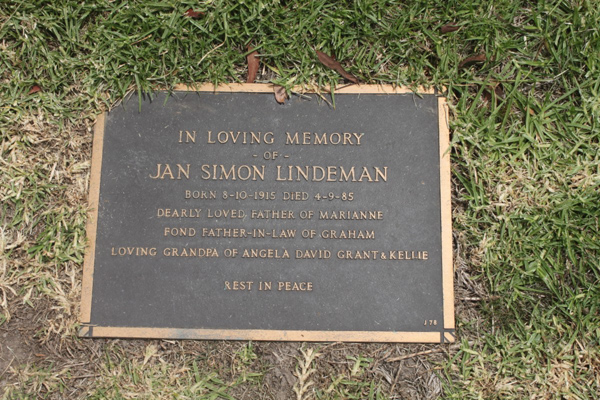 IN LOVING MEMORY
- OF -
JAN SIMON LINDEMAN
BORN 8-10-1915 DIED 4-9-85
DEARLY LOVED FATHER OF MARIANNE
FOND FATHER-IN-LAW OF GRAHAM
LOVING GRANDPA OF ANGELA DAVID GRANT & KELLIE
REST IN PEACE
J 78